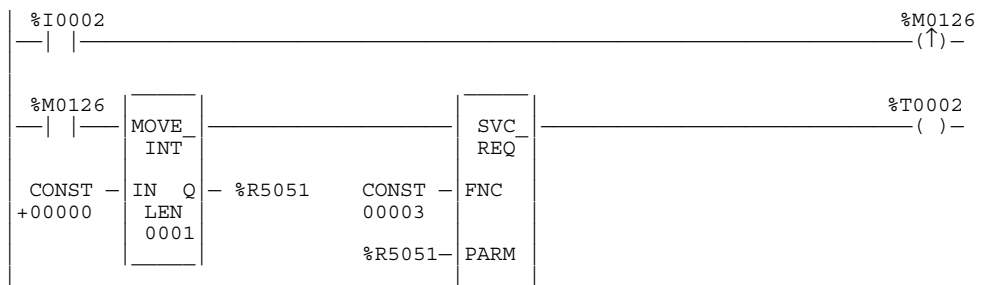 %I0002 %M0126
(↑)
%M0126 %T0002
MOVE_ SVC_ ( )
INT REQ
CONST IN Q %R5051 CONST FNC
+00000 LEN 00003
0001
%R5051 PARM